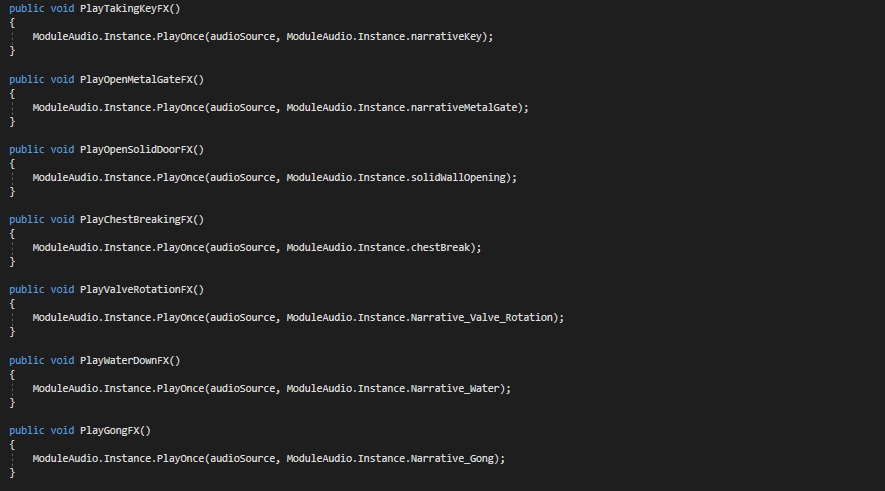 public void PlayTakingKeyFX()
{
ModuleAudio.Instance.PlayOnce(audioSource, ModuleAudio.Instance.narrativeKey);
}
public void PlayOpenMetalGateFX()
{
ModuleAudio.Instance.PlayOnce(audioSource, ModuleAudio.Instance.narrativeMetalGate);
}
public void PlayOpenSolidDoorFX()
{
ModuleAudio.Instance.PlayOnce(audioSource, ModuleAudio.Instance.solidWallOpening);
}
public void PlayChestBreakingFX()
{
ModuleAudio.Instance.PlayOnce(audioSource, ModuleAudio.Instance.chestBreak);
}
public void PlayValveRotationFX()
{
ModuleAudio.Instance.PlayOnce(audioSource, ModuleAudio.Instance.Narrative_Valve_Rotation);
}
public void PlayWaterDownFX()
{
ModuleAudio.Instance.PlayOnce(audioSource, ModuleAudio.Instance.Narrative_Water);
}
public void PlayGongFX()
{
ModuleAudio.Instance.PlayOnce(audioSource, ModuleAudio.Instance.Narrative_Gong);
}